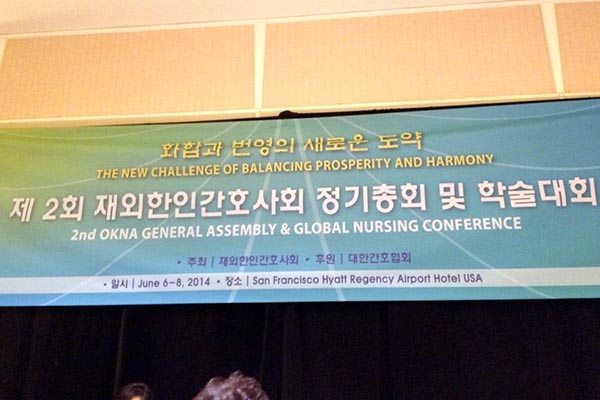 화합과 번영의 새로운 도약
THE NEW CHALLENGE OF BALANCING PROSPERITY AND HARMONY
제 2회 재외한인간호사회 정기총회 및 학술대회
2nd OKNA GENERAL ASSEMBLY & GLOBAL NURSING CONFERENCE
• 주최 | 재외한인간호사회 • 후원 | 대한간호협회
• 일시 | June 6-8, 2014 • 장소 | San Francisco Hyatt Regency Airport Hotel USA